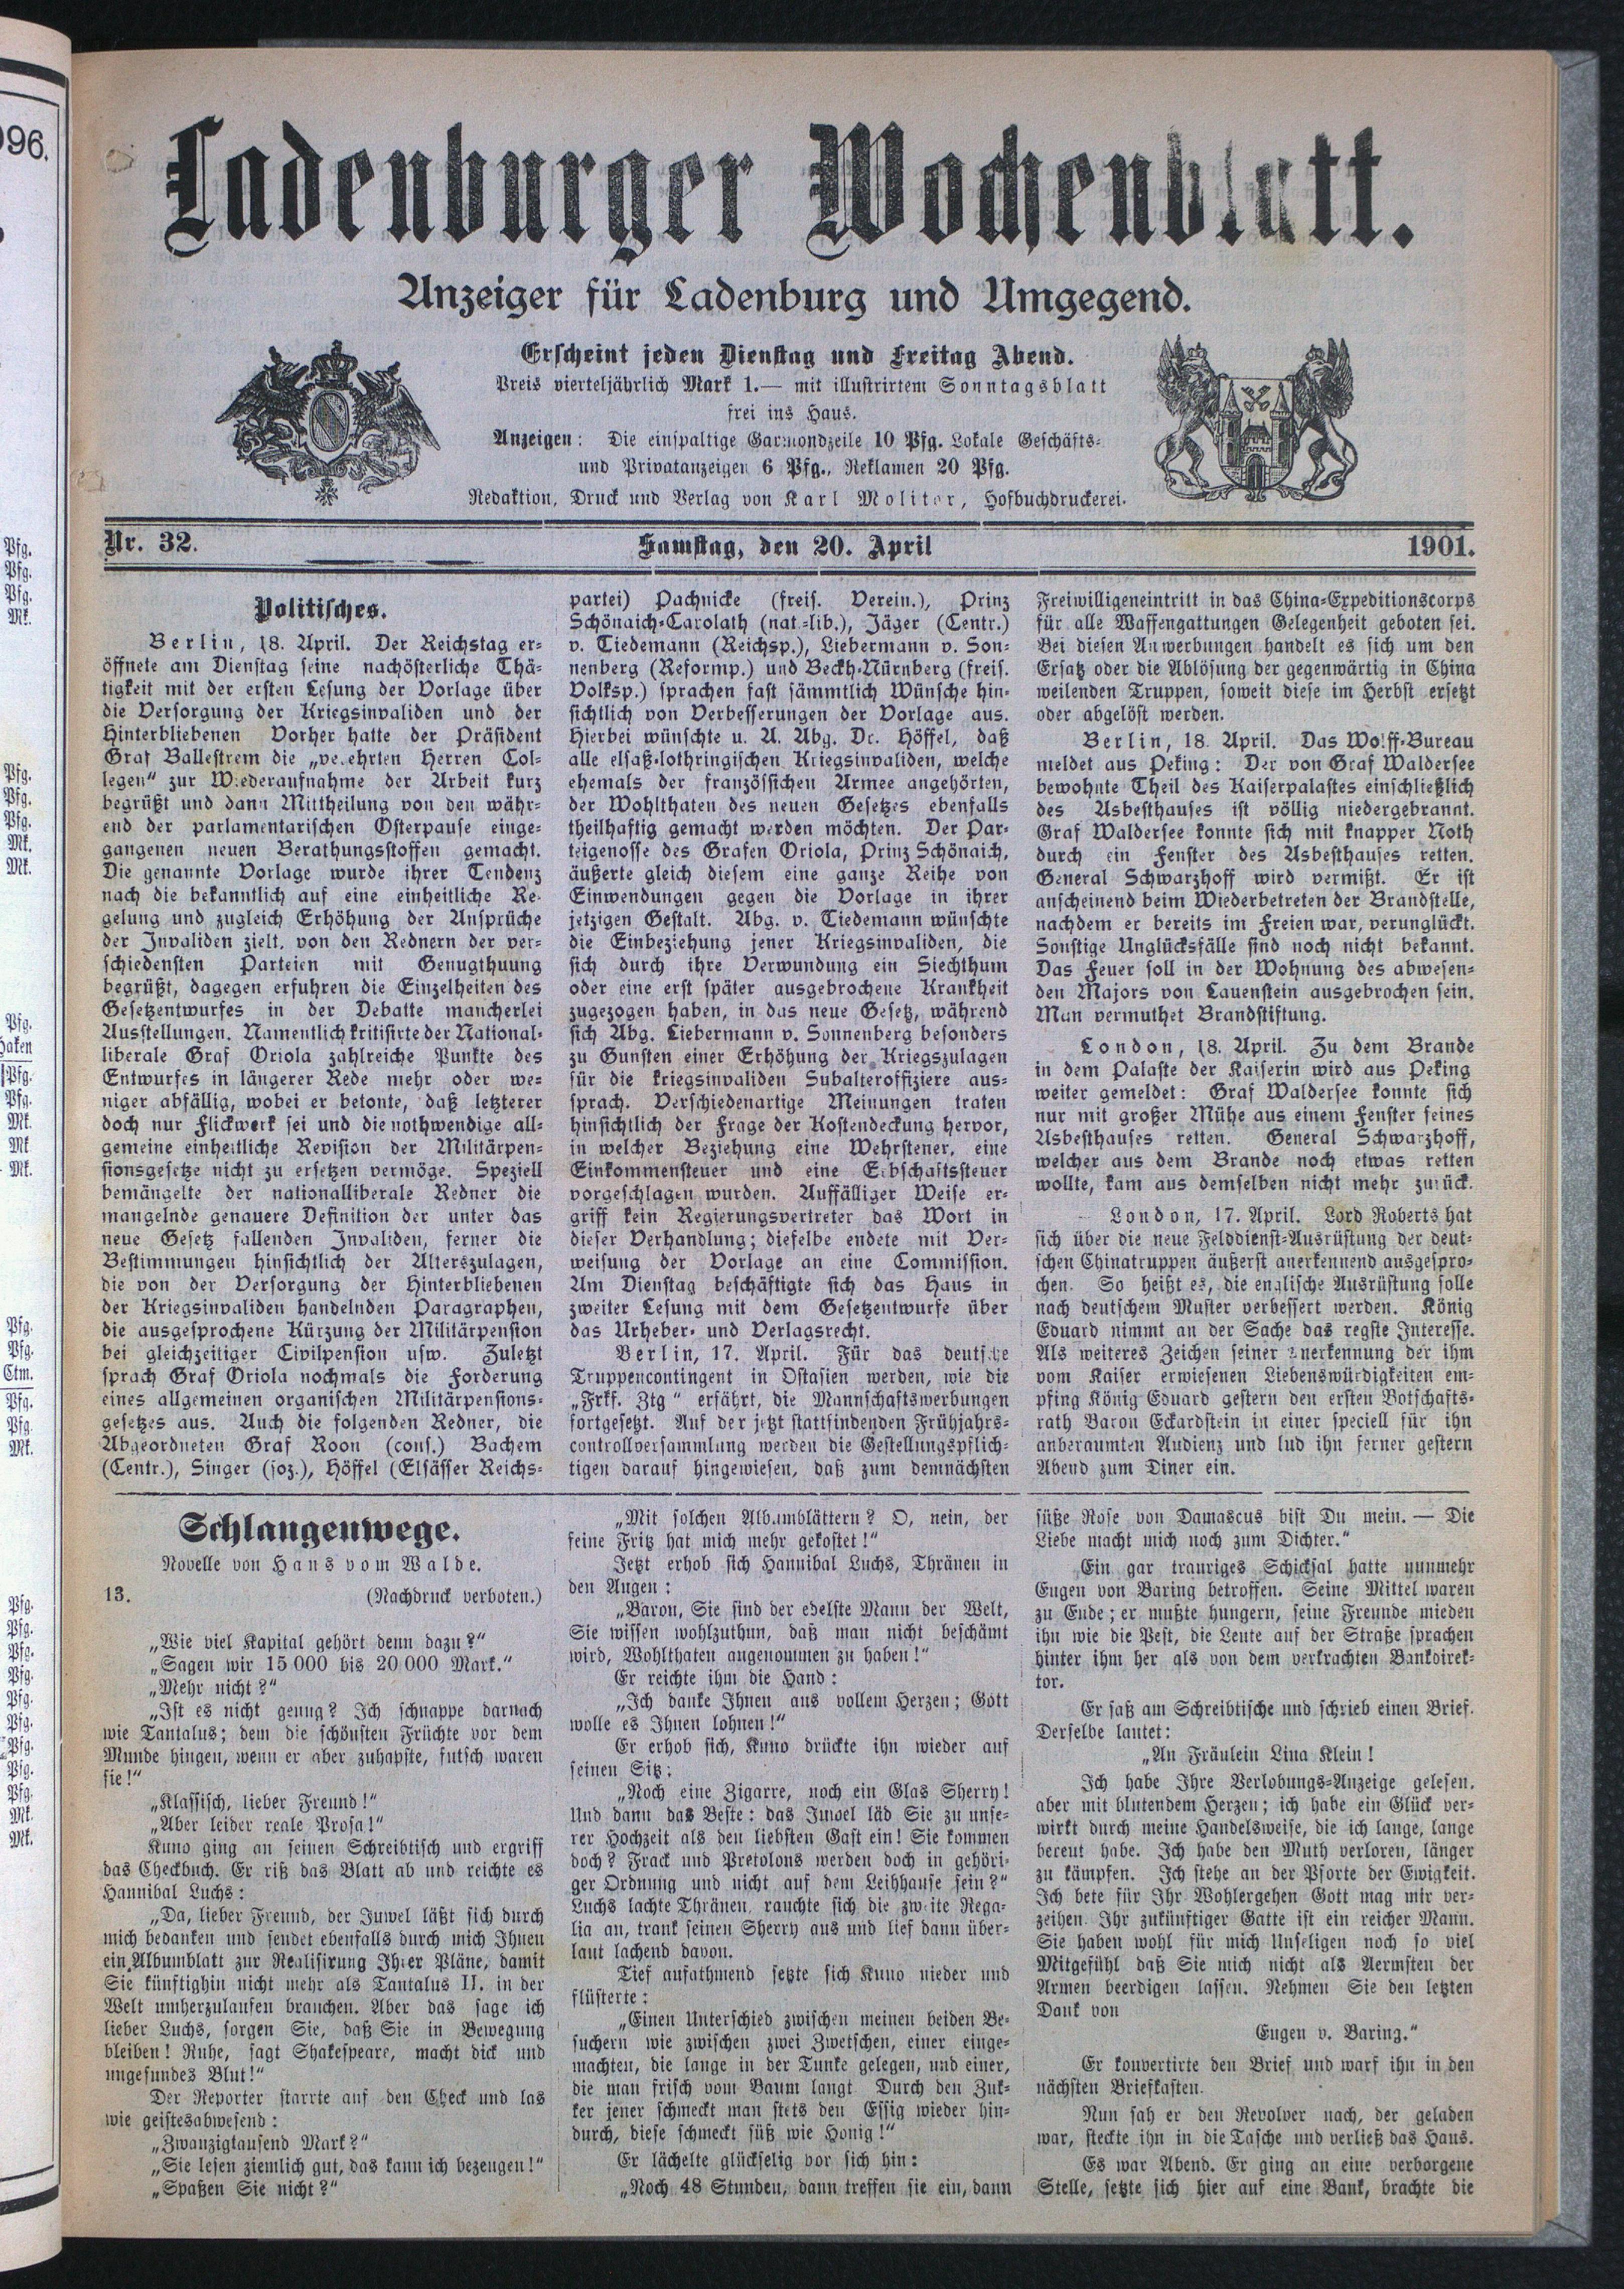 Ladenburger Wochenblatt.
Anzeiger für Ladenburg und Umgegend.
Erscheint jeden Dienstag und Freitag Abend.
Preis vierteljährlich Mark 1.— mit illustrirtem Sonntagsblatt
frei ins Haus.
Anzeigen: Die einspaltige Garmondzeile 10 Pfg. Lokale Geschäfts-
und Privatanzeigen 6 Pfg., Reklamen 20 Pfg.
Redaktion, Druck und Verlag von Karl Molitor, Hofbuchdruckerei.
Nr. 32. Samstag, den 20. April 1901.
Politisches.
Berlin, 18. April. Der Reichstag er-
öffnete am Dienstag seine nachösterliche Thä-
tigkeit mit der ersten Lesung der Vorlage über
die Versorgung der Kriegsinvaliden und der
Hinterbliebenen Vorher hatte der Präsident
Graf Ballestrem die „verehrten Herren Col-
legen“ zur Wiederaufnahme der Arbeit kurz
begrüßt und dann Mittheilung von den währ-
end der parlamentarischen Osterpause einge-
gangenen neuen Berathungsstoffen gemacht.
Die genannte Vorlage wurde ihrer Tendenz
nach die bekanntlich auf eine einheitliche Re-
gelung und zugleich Erhöhung der Ansprüche
der Invaliden zielt, von den Rednern der ver-
schiedensten Parteien mit Genugthuung
begrüßt, dagegen erfuhren die Einzelheiten des
Gesetzentwurfes in der Debatte mancherlei
Ausstellungen. Namentlich kritisirte der National-
liberale Graf Oriola zahlreiche Punkte des
Entwurfes in längerer Rede mehr oder we-
niger abfällig, wobei er betonte, daß letzterer
doch nur Flickwerk sei und die nothwendige all-
gemeine einheitliche Revision der Militärpen-
sionsgesetze nicht zu ersetzen vermöge. Speziell
bemängelte der nationalliberale Redner die
mangelnde genauere Definition der unter das
neue Gesetz fallenden Invaliden, ferner die
Bestimmungen hinsichtlich der Alterszulagen,
die von der Versorgung der Hinterbliebenen
der Kriegsinvaliden handelnden Paragraphen,
die ausgesprochene Kürzung der Militärpension
bei gleichzeitiger Civilpension usw. Zuletzt
sprach Graf Oriola nochmals die Forderung
eines allgemeinen organischen Militärpensions-
gesetzes aus. Auch die folgenden Redner, die
Abgeordneten Graf Roon (cons.) Bachem
(Centr.), Singer (soz.), Höffel (Elsässer Reichs-
partei) Pachnicke (freis. Verein.), Prinz
Schönaich-Carolath (nat.-lib.), Jäger (Centr.)
v. Tiedemann (Reichsp.), Liebermann v. Son-
nenberg (Reformp.) und Beckh-Nürnberg (freis.
Volksp.) sprachen fast sämmtlich Wünsche hin-
sichtlich von Verbesserungen der Vorlage aus.
Hierbei wünschte u. A. Abg. Dr. Höffel, daß
alle elsaß-lothringischen Kriegsinvaliden, welche
ehemals der französsichen Armee angehörten,
der Wohlthaten des neuen Gesetzes ebenfalls
theilhaftig gemacht werden möchten. Der Par-
teigenosse des Grafen Oriola, Prinz Schönaich,
äußerte gleich diesem eine ganze Reihe von
Einwendungen gegen die Vorlage in ihrer
jetzigen Gestalt. Abg. v. Tiedemann wünschte
die Einbeziehung jener Kriegsinvaliden, die
sich durch ihre Verwundung ein Siechthum
oder eine erst später ausgebrochene Krankheit
zugezogen haben, in das neue Gesetz, während
sich Abg. Liebermann v. Sonnenberg besonders
zu Gunsten einer Erhöhung der Kriegszulagen
für die kriegsinvaliden Subalteroffiziere aus-
sprach. Verschiedenartige Meinungen traten
hinsichtlich der Frage der Kostendeckung hervor,
in welcher Beziehung eine Wehrsteuer, eine
Einkommensteuer und eine Erbschaftssteuer
vorgeschlagen wurden. Auffälliger Weise er-
griff kein Regierungsvertreter das Wort in
dieser Verhandlung; dieselbe endete mit Ver-
weisung der Vorlage an eine Commission.
Am Dienstag beschäftigte sich das Haus in
zweiter Lesung mit dem Gesetzentwurfe über
das Urheber- und Verlagsrecht.
Berlin, 17. April. Für das deutsche
Truppencontingent in Ostasien werden, wie die
„Frkf. Ztg“ erfährt, die Mannschaftswerbungen
fortgesetzt. Auf der jetzt stattfindenden Frühjahrs-
controllversammlung werden die Gestellungspflich-
tigen darauf hingewiesen, daß zum demnächsten
Freiwilligeneintritt in das China-Expeditionscorps
für alle Waffengattungen Gelegenheit geboten sei.
Bei diesen Anwerbungen handelt es sich um den
Ersatz oder die Ablösung der gegenwärtig in China
weilenden Truppen, soweit diese im Herbst ersetzt
oder abgelöst werden.
Berlin, 18. April. Das Wolff-Bureau
meldet aus Peking: Der von Graf Waldersee
bewohnte Theil des Kaiserpalastes einschließlich
des Asbesthauses ist völlig niedergebrannt.
Graf Waldersee konnte sich mit knapper Noth
durch ein Fenster des Asbesthauses retten.
General Schwarzhoff wird vermißt. Er ist
anscheinend beim Wiederbetreten der Brandstelle,
nachdem er bereits im Freien war, verunglückt.
Sonstige Unglücksfälle sind noch nicht bekannt.
Das Feuer soll in der Wohnung des abwesen-
den Majors von Lauenstein ausgebrochen sein.
Man vermuthet Brandstiftung.
London, 18. April. Zu dem Brande
in dem Palaste der Kaiserin wird aus Peking
weiter gemeldet: Graf Waldersee konnte sich
nur mit großer Mühe aus einem Fenster seines
Asbesthauses retten. General Schwarzhoff,
welcher aus dem Brande noch etwas retten
wollte, kam aus demselben nicht mehr zurück.
London, 17. April. Lord Roberts hat
sich über die neue Felddienst-Ausrüstung der deut-
schen Chinatruppen äußerst anerkennend ausgespro-
chen. So heißt es, die englische Ausrüstung solle
nach deutschem Muster verbessert werden. König
Eduard nimmt an der Sache das regste Interesse.
Als weiteres Zeichen seiner Anerkennung der ihm
vom Kaiser erwiesenen Liebenswürdigkeiten em-
pfing König Eduard gestern den ersten Botschafts-
rath Baron Eckardstein in einer speciell für ihn
anberaumten Audienz und lud ihn ferner gestern
Abend zum Diner ein.
Schlangenwege.
Novelle von Hans vom Walde.
13. (Nachdruck verboten.)
„Wie viel Kapital gehört denn dazu?“
„Sagen wir 15 000 bis 20 000 Mark.“
„Mehr nicht?“
„Ist es nicht genug? Ich schnappe darnach
wie Tantalus; dem die schönsten Früchte vor dem
Munde hingen, wenn er aber zuhapste, futsch waren
sie!“
„Klassisch, lieber Freund!“
„Aber leider reale Prosa!“
Kuno ging an seinen Schreibtisch und ergriff
das Checkbuch. Er riß das Blatt ab und reichte es
Hannibal Luchs:
„Da, lieber Freund, der Juwel läßt sich durch
mich bedanken und sendet ebenfalls durch mich Ihnen
ein Albumblatt zur Realisirung Ihrer Pläne, damit
Sie künftighin nicht mehr als Tantalus II. in der
Welt umherzulaufen brauchen. Aber das sage ich
lieber Luchs, sorgen Sie, daß Sie in Bewegung
bleiben! Ruhe, sagt Shakespeare, macht dick und
ungesundes Blut!“
Der Reporter starrte auf den Check und las
wie geistesabwesend:
„Zwanzigtausend Mark?“
„Sie lesen ziemlich gut, das kann ich bezeugen!“
„Spaßen Sie nicht?“
„Mit solchen Albumblättern? O, nein, der
feine Fritz hat mich mehr gekostet!“
Jetzt erhob sich Hannibal Luchs, Thränen in
den Augen:
„Baron, Sie sind der edelste Mann der Welt,
Sie wissen wohlzuthun, daß man nicht beschämt
wird, Wohlthaten angenommen zu haben!“
Er reichte ihm die Hand:
„Ich danke Ihnen aus vollem Herzen; Gott
wolle es Ihnen lohnen!“
Er erhob sich, Kuno drückte ihn wieder auf
seinen Sitz:
„Noch eine Zigarre, noch ein Glas Sherry!
Und dann das Beste: das Juwel läd Sie zu unse-
rer Hochzeit als den liebsten Gast ein! Sie kommen
doch? Frack und Pretolons werden doch in gehöri-
ger Ordnung und nicht auf dem Leihhause sein?“
Luchs lachte Thränen, rauchte sich die zweite Rega-
lia an, trank seinen Sherry aus und lief dann über-
laut lachend davon.
Tief aufathmend setzte sich Kuno nieder und
flüsterte:
„Einen Unterschied zwischen meinen beiden Be-
suchern wie zwischen zwei Zwetschen, einer einge-
machten, die lange in der Tunke gelegen, und einer,
die man frisch vom Baum langt Durch den Zuk-
ker jener schmeckt man stets den Essig wieder hin-
durch, diese schmeckt süß wie Honig!“
Er lächelte glückselig vor sich hin:
„Noch 48 Stunden, dann treffen sie ein, dann
süße Rose von Damascus bist Du mein. — Die
Liebe macht mich noch zum Dichter.“
Ein gar trauriges Schicksal hatte nunmehr
Eugen von Baring betroffen. Seine Mittel waren
zu Ende; er mußte hungern, seine Freunde mieden
ihn wie die Pest, die Leute auf der Straße sprachen
hinter ihm her als von dem verkrachten Bankdirek-
tor.
Er saß am Schreibtische und schrieb einen Brief.
Derselbe lautet:
„An Fräulein Lina Klein!
Ich habe Ihre Verlobungs-Anzeige gelesen,
aber mit blutendem Herzen; ich habe ein Glück ver-
wirkt durch meine Handelsweise, die ich lange, lange
bereut habe. Ich habe den Muth verloren, länger
zu kämpfen. Ich stehe an der Pforte der Ewigkeit.
Ich bete für Ihr Wohlergehen Gott mag mir ver-
zeihen. Ihr zukünftiger Gatte ist ein reicher Mann.
Sie haben wohl für mich Unseligen noch so viel
Mitgefühl daß Sie mich nicht als Aermsten der
Armen beerdigen lassen. Nehmen Sie den letzten
Dank von
Eugen v. Baring.“
Er konvertirte den Brief und warf ihn in den
nächsten Briefkasten.
Nun sah er den Revolver nach, der geladen
war, steckte ihn in die Tasche und verließ das Haus.
Es war Abend. Er ging an eine verborgene
Stelle, setzte sich hier auf eine Bank, brachte die